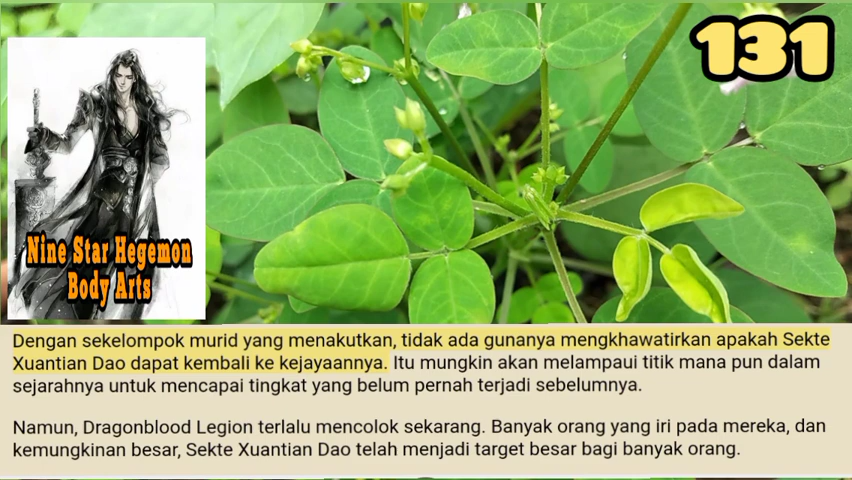 131
Nine Star Hegemon
Body Arts
Dengan sekelompok murid yang menakutkan, tidak ada gunanya mengkhawatirkan apakah Sekte
Xuantian Dao dapat kembali ke kejayaannya. Itu mungkin akan melampaui titik mana pun dalam
sejarahnya untuk mencapai tingkat yang belum pernah terjadi sebelumnya.
Namun, Dragonblood Legion terlalu mencolok sekarang. Banyak orang yang iri pada mereka, dan
kemungkinan besar, Sekte Xuantian Dao telah menjadi target besar bagi banyak orang.